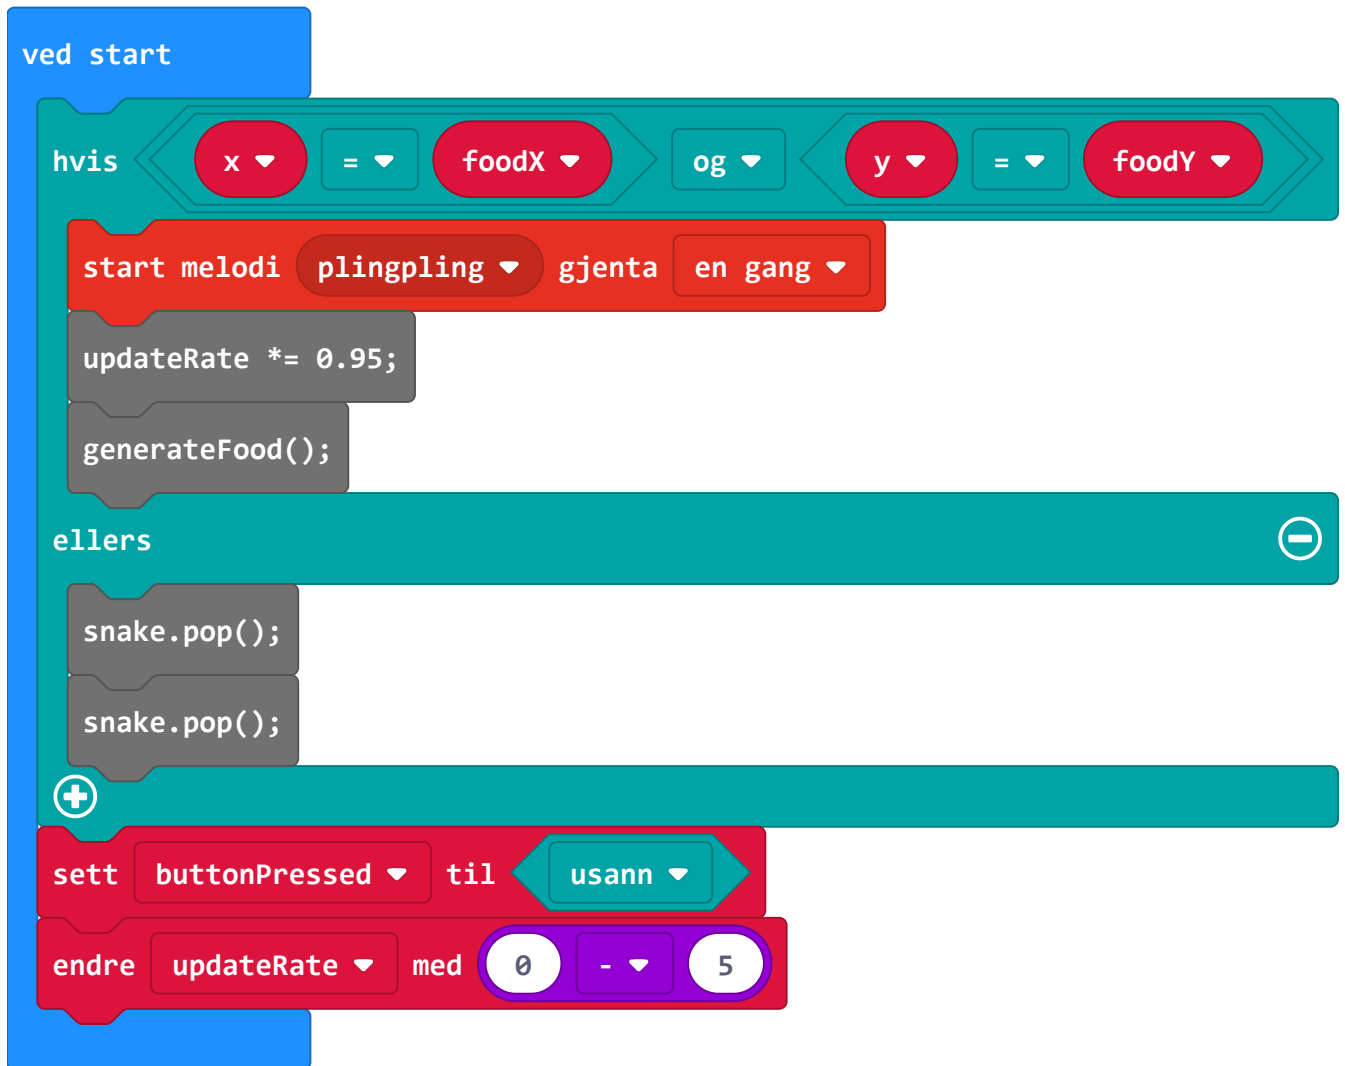 ved start
hvis x = foodX og y = foodY
start melodi plingpling gjenta en gang
updateRate *= 0.95;
generateFood();
ellers
snake.pop();
snake.pop();
sett buttonPressed til usann
endre updateRate med 0 - 5